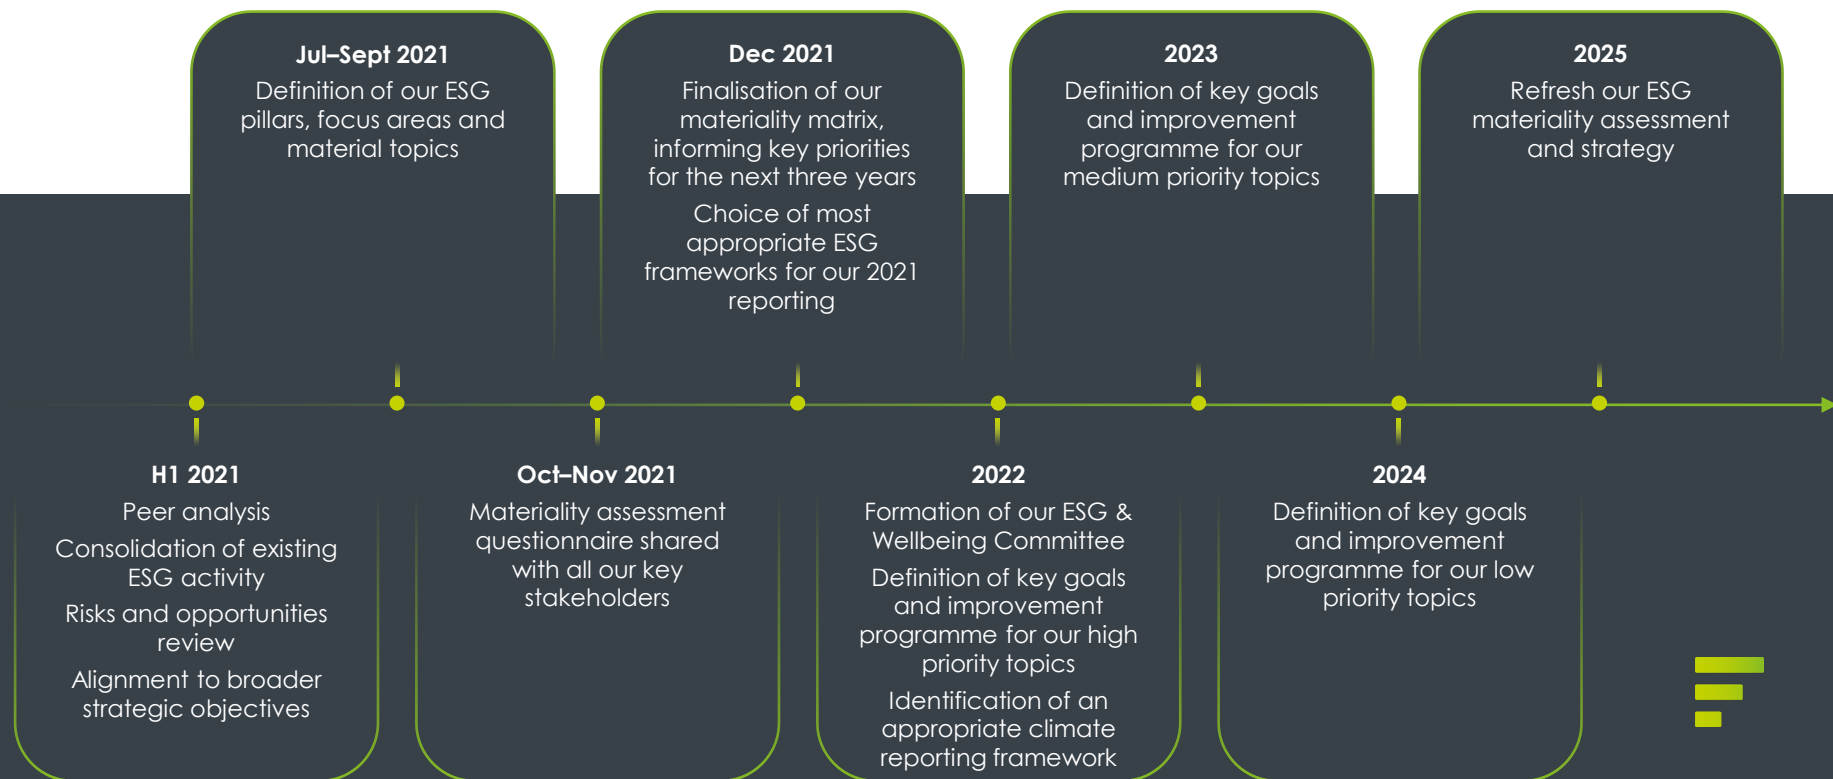 Jul–Sept 2021
Definition of our ESG
pillars, focus areas and
material topics
Dec 2021
Finalisation of our
materiality matrix,
informing key priorities
for the next three years
Choice of most
appropriate ESG
frameworks for our 2021
reporting
2023
Definition of key goals
and improvement
programme for our
medium priority topics
2025
Refresh our ESG
materiality assessment
and strategy
H1 2021
Peer analysis
Consolidation of existing
ESG activity
Risks and opportunities
review
Alignment to broader
strategic objectives
Oct–Nov 2021
Materiality assessment
questionnaire shared
with all our key
stakeholders
2022
Formation of our ESG &
Wellbeing Committee
Definition of key goals
and improvement
programme for our high
priority topics
Identification of an
appropriate climate
reporting framework
2024
Definition of key goals
and improvement
programme for our low
priority topics